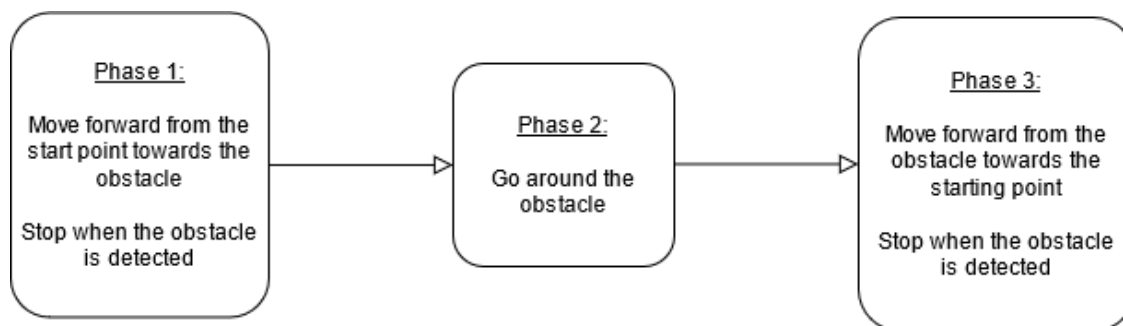 Phase 1:
Move forward from the
start point towards the
obstacle
Stop when the obstacle
is detected
Phase 2:
Go around the
obstacle
Phase 3:
Move forward from the
obstacle towards the
starting point
Stop when the obstacle
is detected